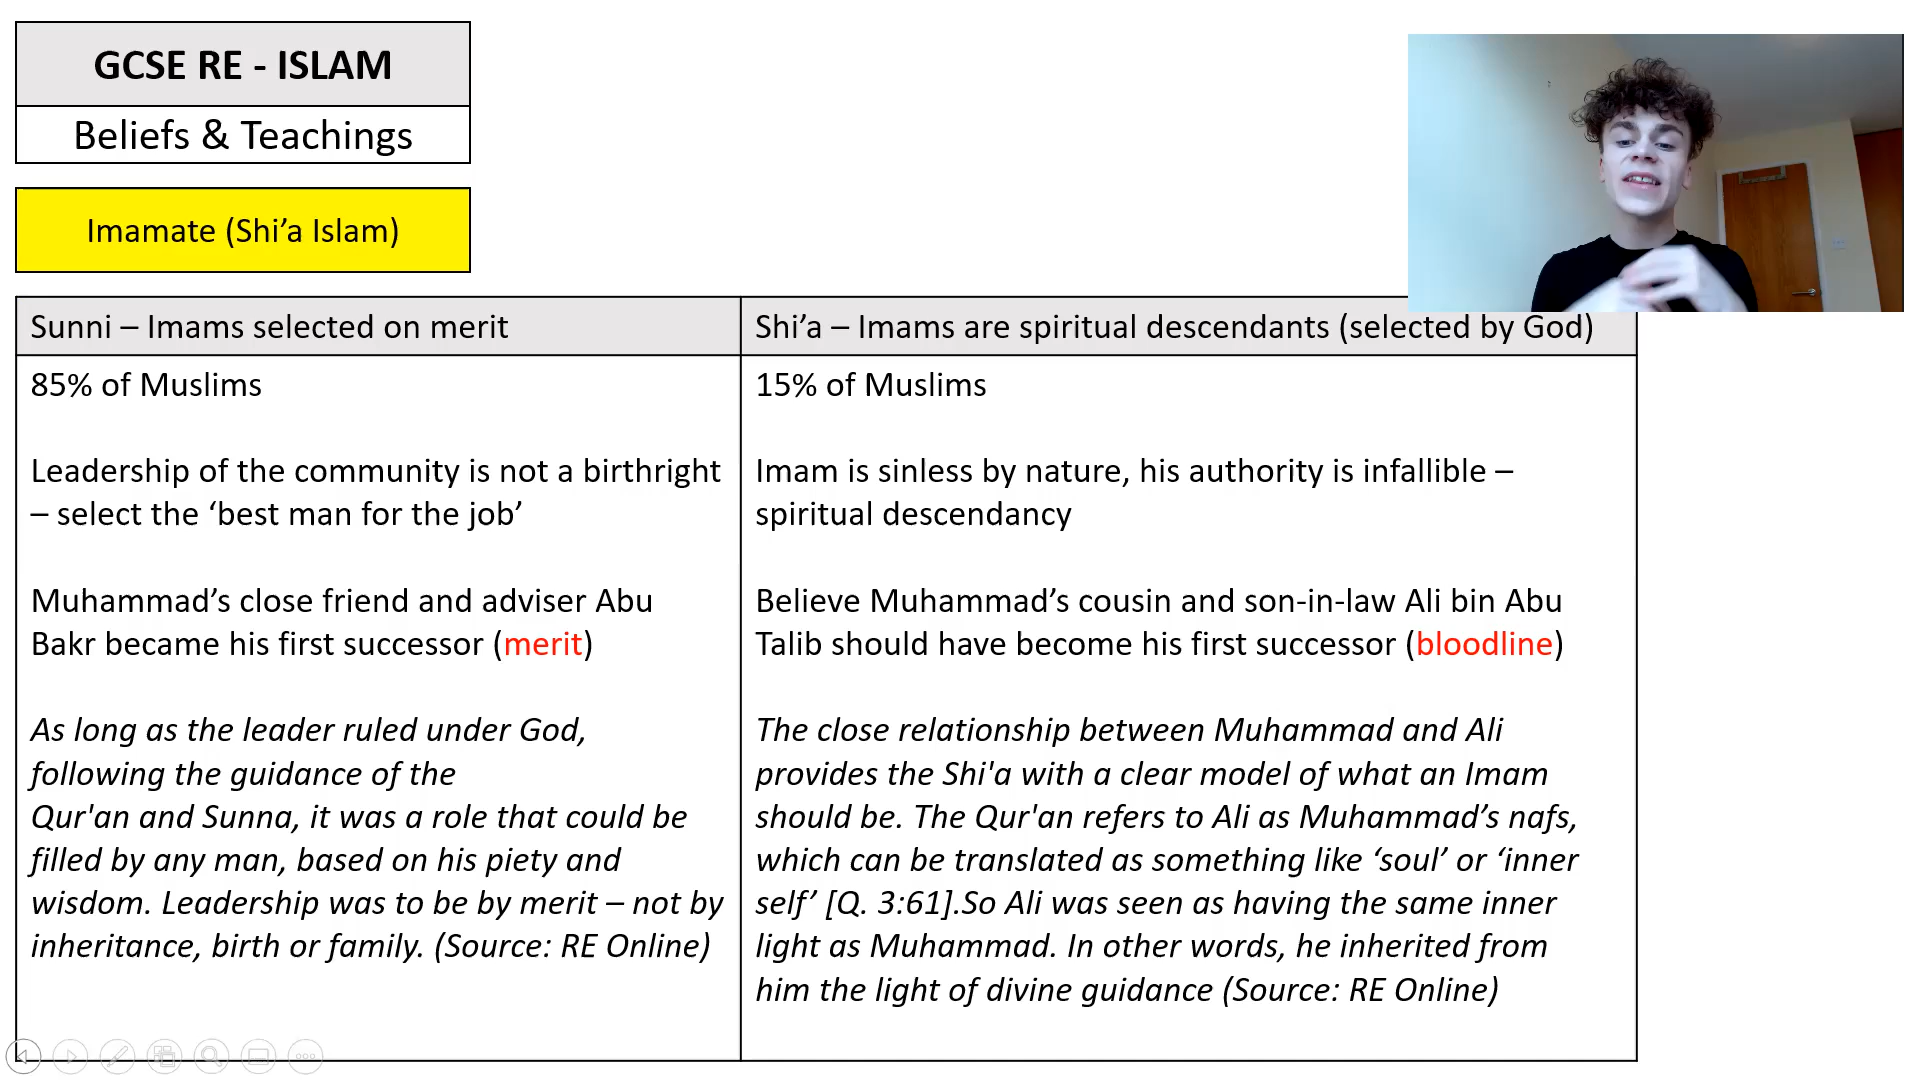 GCSE RE - ISLAM
Beliefs & Teachings
Imamate (Shi’a Islam)
Sunni – Imams selected on merit
Shi’a – Imams are spiritual descendants (selected by God)
85% of Muslims
Leadership of the community is not a birthright
– select the ‘best man for the job’
Muhammad’s close friend and adviser Abu
Bakr became his first successor (merit)
As long as the leader ruled under God,
following the guidance of the
Qur'an and Sunna, it was a role that could be
filled by any man, based on his piety and
wisdom. Leadership was to be by merit – not by
inheritance, birth or family. (Source: RE Online)
15% of Muslims
Imam is sinless by nature, his authority is infallible –
spiritual descendancy
Believe Muhammad’s cousin and son-in-law Ali bin Abu
Talib should have become his first successor (bloodline)
The close relationship between Muhammad and Ali
provides the Shi'a with a clear model of what an Imam
should be. The Qur'an refers to Ali as Muhammad’s nafs,
which can be translated as something like ‘soul’ or ‘inner
self’ [Q. 3:61].So Ali was seen as having the same inner
light as Muhammad. In other words, he inherited from
him the light of divine guidance (Source: RE Online)